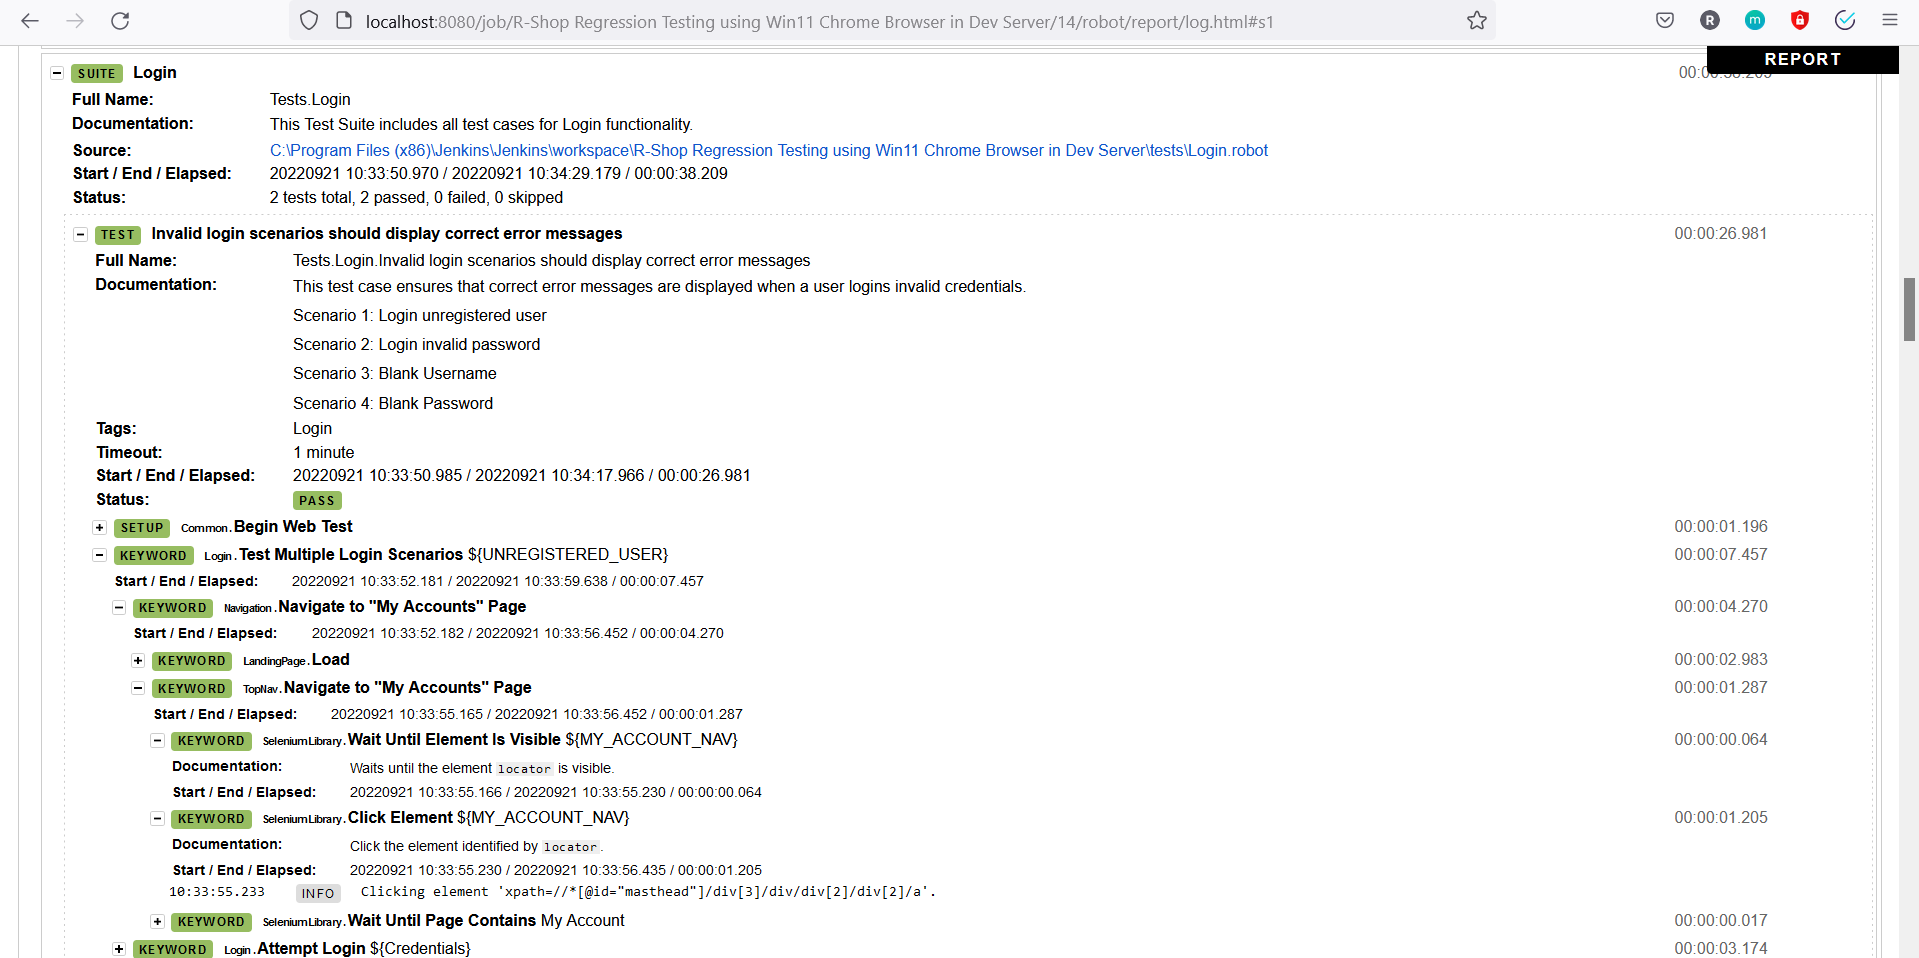 localhost:8080/job/R-Shop Regression Testing using Win11 Chrome Browser in Dev Server/14/robot/report/log.html#s1
R
m
REPORT
SUITE Login
Full Name: Tests.Login
Documentation: This Test Suite includes all test cases for Login functionality.
Source: C:\Program Files (x86)\Jenkins\Jenkins\workspace\R-Shop Regression Testing using Win11 Chrome Browser in Dev Server\tests\Login.robot
Start / End / Elapsed: 20220921 10:33:50.970 / 20220921 10:34:29.179 / 00:00:38.209
Status: 2 tests total, 2 passed, 0 failed, 0 skipped
TEST Invalid login scenarios should display correct error messages 00:00:26.981
Full Name: Tests.Login.Invalid login scenarios should display correct error messages
Documentation: This test case ensures that correct error messages are displayed when a user logins invalid credentials.
Scenario 1: Login unregistered user
Scenario 2: Login invalid password
Scenario 3: Blank Username
Scenario 4: Blank Password
Tags: Login
Timeout: 1 minute
Start / End / Elapsed: 20220921 10:33:50.985 / 20220921 10:34:17.966 / 00:00:26.981
Status: PASS
SETUP Common.Begin Web Test 00:00:01.196
KEYWORD Login.Test Multiple Login Scenarios ${UNREGISTERED_USER} 00:00:07.457
Start / End / Elapsed: 20220921 10:33:52.181 / 20220921 10:33:59.638 / 00:00:07.457
KEYWORD Navigation.Navigate to "My Accounts" Page 00:00:04.270
Start / End / Elapsed: 20220921 10:33:52.182 / 20220921 10:33:56.452 / 00:00:04.270
KEYWORD LandingPage.Load 00:00:02.983
KEYWORD TopNav.Navigate to "My Accounts" Page 00:00:01.287
Start / End / Elapsed: 20220921 10:33:55.165 / 20220921 10:33:56.452 / 00:00:01.287
KEYWORD SeleniumLibrary.Wait Until Element Is Visible ${MY_ACCOUNT_NAV} 00:00:00.064
Documentation: Waits until the element locator is visible.
Start / End / Elapsed: 20220921 10:33:55.166 / 20220921 10:33:55.230 / 00:00:00.064
KEYWORD SeleniumLibrary.Click Element ${MY_ACCOUNT_NAV} 00:00:01.205
Documentation: Click the element identified by locator.
Start / End / Elapsed: 20220921 10:33:55.230 / 20220921 10:33:56.435 / 00:00:01.205
10:33:55.233 INFO Clicking element 'xpath=//*[@id="masthead"]/div[3]/div/div[2]/div[2]/a'.
KEYWORD SeleniumLibrary.Wait Until Page Contains My Account 00:00:00.017
KEYWORD Login.Attempt Login ${Credentials} 00:00:03.174